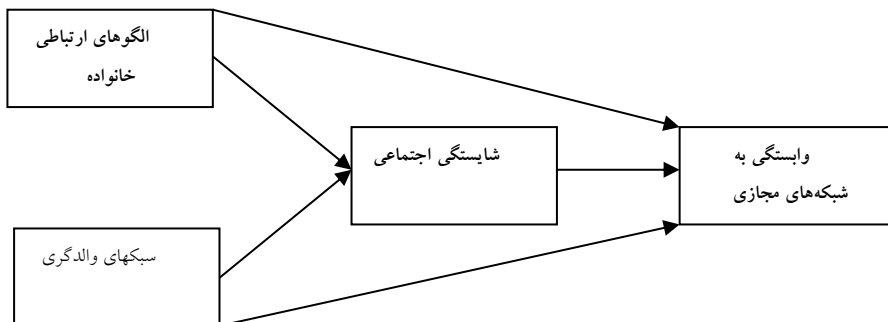 الگوهای ارتباطی
خانواده
شایستگی اجتماعی
وابستگی به
شبکه‌های مجازی
سبکهای والدگری